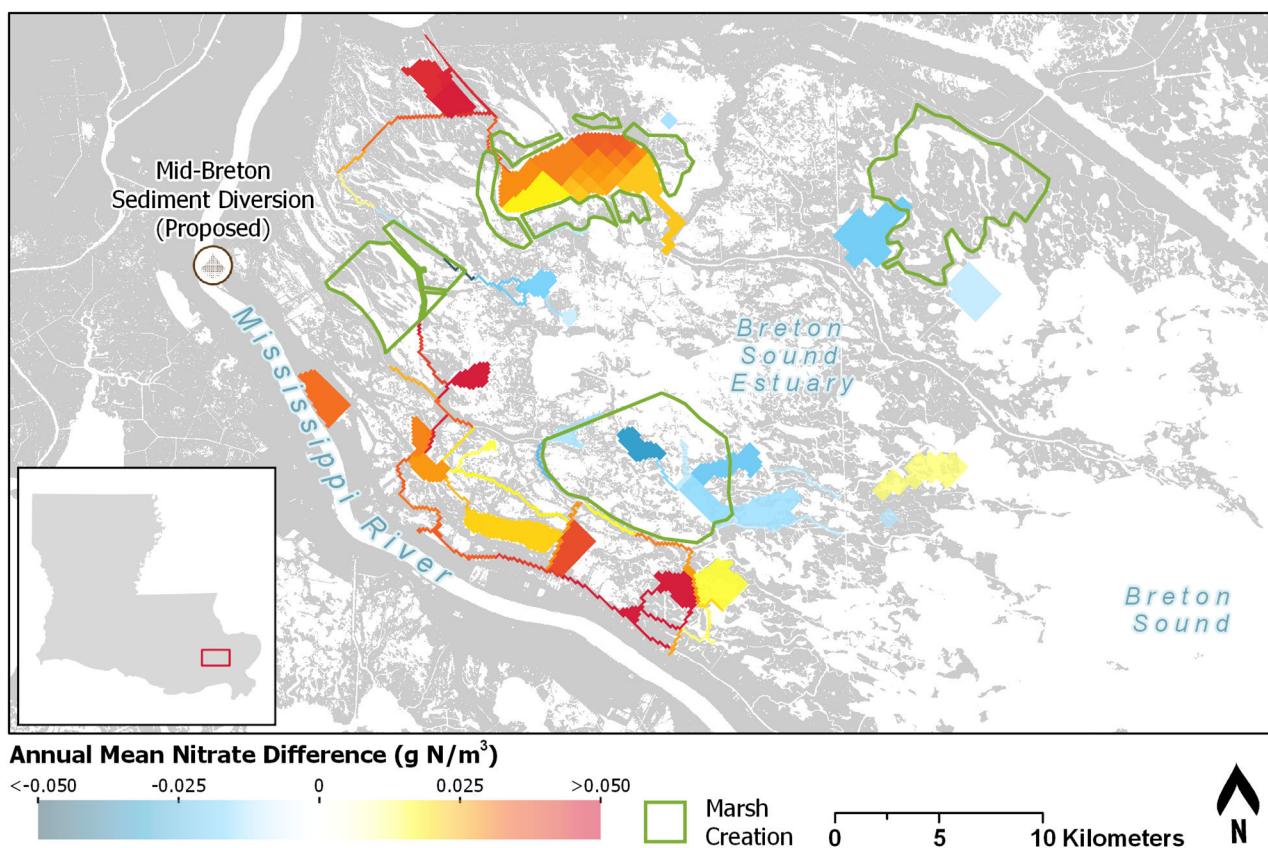 Mid-Breton
Sediment Diversion
(Proposed)
Mississippi River
Breton
Sound
Estuary
Breton
Sound
Annual Mean Nitrate Difference (g N/m³)
<-0.050 -0.025 0 0.025 >0.050
Marsh
Creation
0 5 10 Kilometers
N